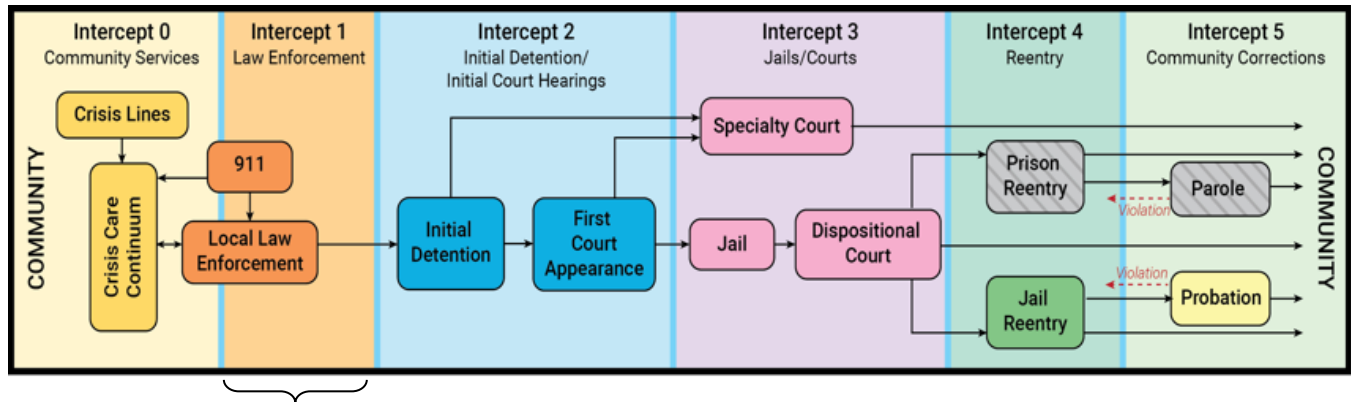 Intercept 0
Community Services
Intercept 1
Law Enforcement
Intercept 2
Initial Detention/
Initial Court Hearings
Intercept 3
Jails/Courts
Intercept 4
Reentry
Intercept 5
Community Corrections
COMMUNITY
Crisis Lines
Crisis Care
Continuum
911
Local Law
Enforcement
Initial
Detention
First
Court
Appearance
Specialty Court
Jail
Dispositional
Court
Prison
Reentry
Parole
Violation
Jail
Reentry
Violation
Probation
COMMUNITY